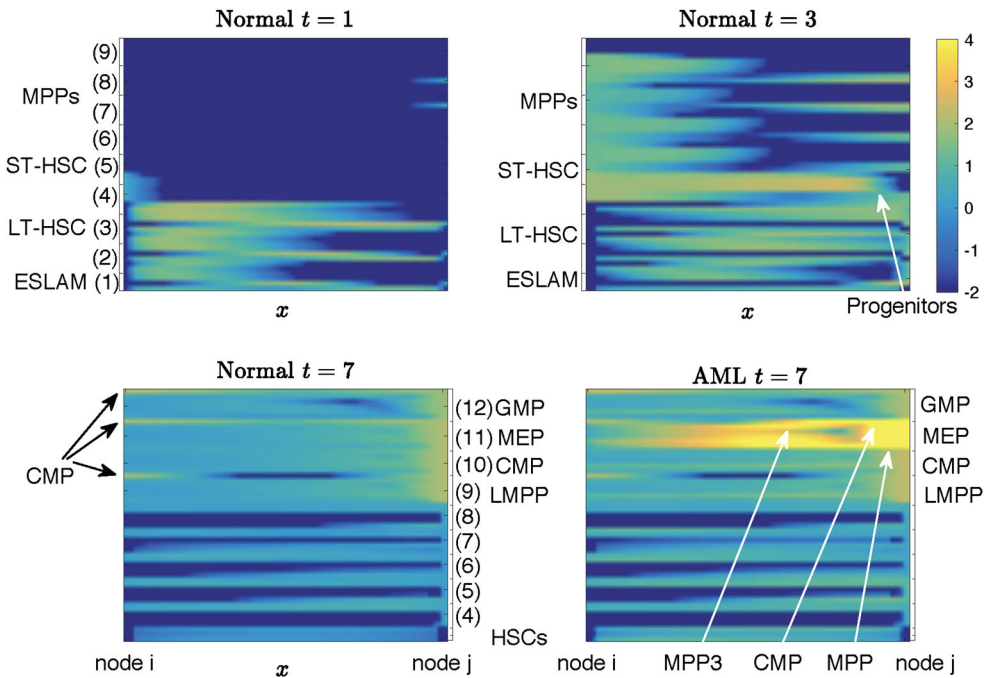 Normal t = 1
(9)
(8)
MPPs
(7)
(6)
ST-HSC (5)
(4)
LT-HSC (3)
(2)
ESLAM (1)
x
Normal t = 3
MPPs
ST-HSC
LT-HSC
ESLAM
x
Progenitors
4
3
2
1
0
-1
-2
Normal t = 7
CMP
(12) GMP
(11) MEP
(10) CMP
(9) LMPP
(8)
(7)
(6)
(5)
(4)
HSCs
node i
x
node j
AML t = 7
GMP
MEP
CMP
LMPP
node i MPP3 CMP MPP node j